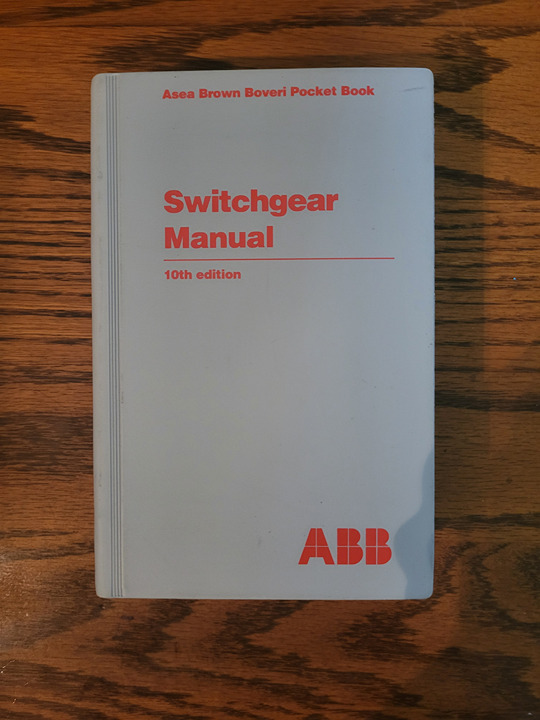 Asea Brown Boveri Pocket Book
Switchgear
Manual
10th edition
ABB